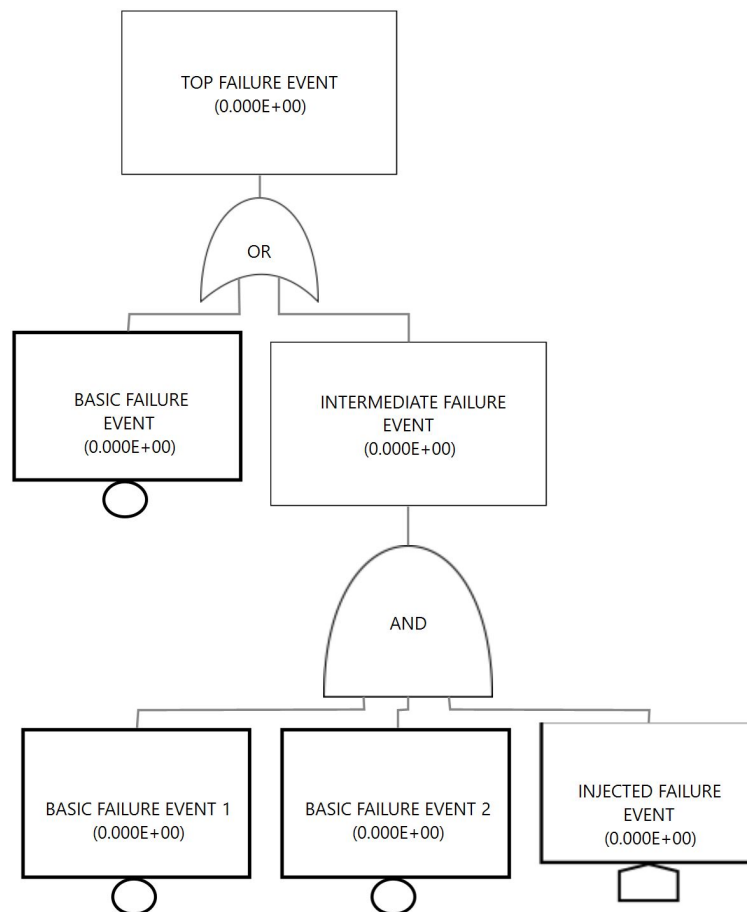 TOP FAILURE EVENT
(0.000E+00)
OR
BASIC FAILURE
EVENT
(0.000E+00)
INTERMEDIATE FAILURE
EVENT
(0.000E+00)
AND
BASIC FAILURE EVENT 1
(0.000E+00)
BASIC FAILURE EVENT 2
(0.000E+00)
INJECTED FAILURE
EVENT
(0.000E+00)